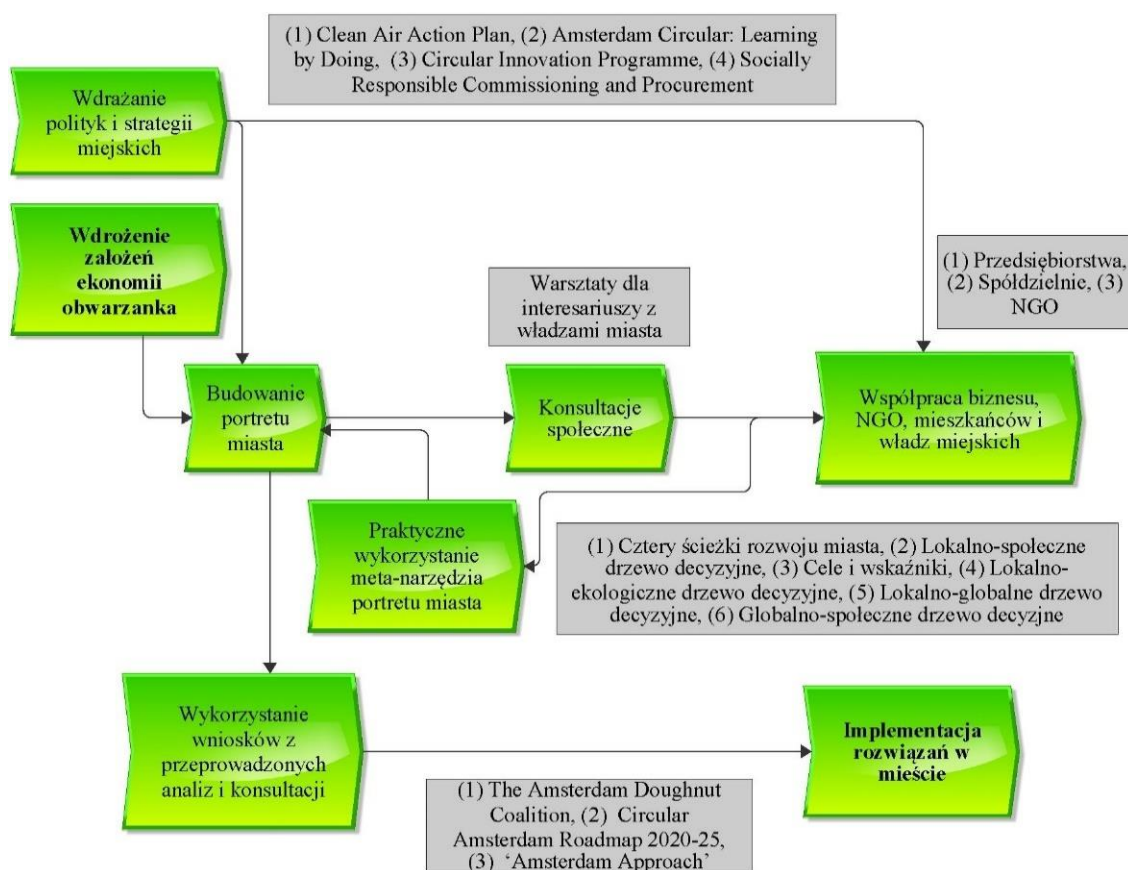 (1) Clean Air Action Plan, (2) Amsterdam Circular: Learning
by Doing, (3) Circular Innovation Programme, (4) Socially
Responsible Commissioning and Procurement
Wdrażanie
polityk i strategii
miejskich
Wdrożenie
założeń
ekonomii
obwarzanka
(1) Przedsiębiorstwa,
(2) Spółdzielnie, (3)
NGO
Warsztaty dla
interesariuszy z
władzami miasta
Budowanie
portretu
miasta
Konsultacje
społeczne
Współpraca biznesu,
NGO, mieszkańców i
władz miejskich
Praktyczne
wykorzystanie
meta-narzędzia
portretu miasta
(1) Cztery ścieżki rozwoju miasta, (2) Lokalno-społeczne
drzewo decyzyjne, (3) Cele i wskaźniki, (4) Lokalno-
ekologiczne drzewo decyzyjne, (5) Lokalno-globalne drzewo
decyzyjne, (6) Globalno-społeczne drzewo decyzjne
Wykorzystanie
wniosków z
przeprowadzonych
analiz i konsultacji
Implementacja
rozwiązań w
mieście
(1) The Amsterdam Doughnut
Coalition, (2) Circular
Amsterdam Roadmap 2020-25,
(3) ‘Amsterdam Approach’